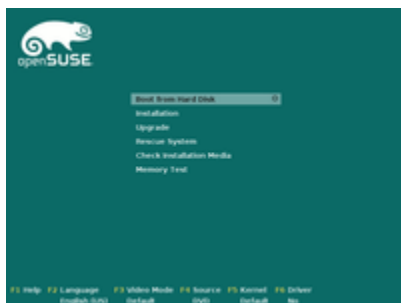 openSUSE
Boot from Hard Disk
Installation
Upgrade
Rescue System
Check Installation Media
Memory Test
F1 Help F2 Language F3 Video Mode F4 Source F5 Kernel F6 Driver
English (US) Default DVD Default No